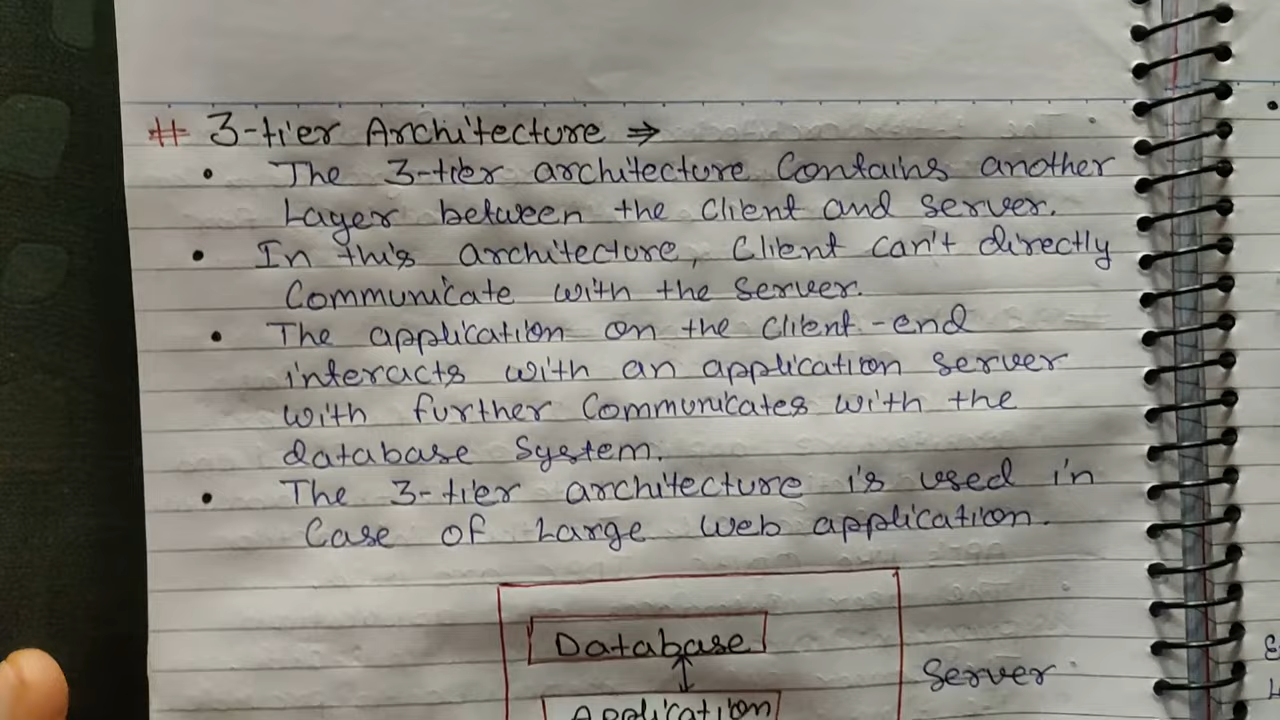 # 3-tier Architecture ⇒
• The 3-tier architecture Contains another
Layer between the Client and Server.
• In this architecture, Client can't directly
Communicate with the Server.
• The application on the Client-end
interacts with an application server
with further Communicates with the
database System.
• The 3-tier architecture is used in
Case of Large Web application.
Database
Server
Application